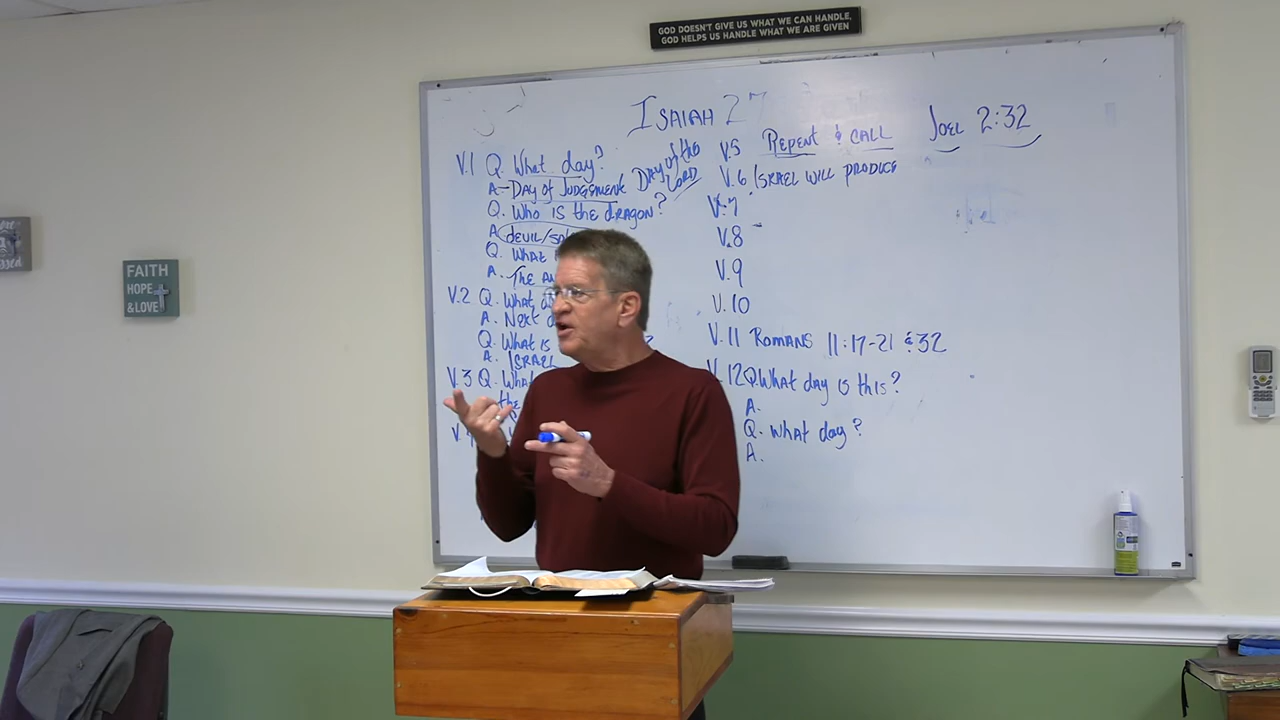 GOD DOESN'T GIVE US WHAT WE CAN HANDLE,
GOD HELPS US HANDLE WHAT WE ARE GIVEN
FAITH
HOPE
& LOVE
ISAIAH 27
V.1 Q. What day?
A-Day of Judgement Day of the Lord
Q. Who is the dragon?
A. devil/
Q. What
A. The
V.2 Q. What
A. Next
Q. What is
A. Israel
V.3 Q. What
the
V.5 Repent & call Joel 2:32
V.6 Israel will produce
V.7
V.8
V.9
V.10
V.11 Romans 11:17-21 & 32
V.12 Q. What day is this?
A.
Q. What day?
A.